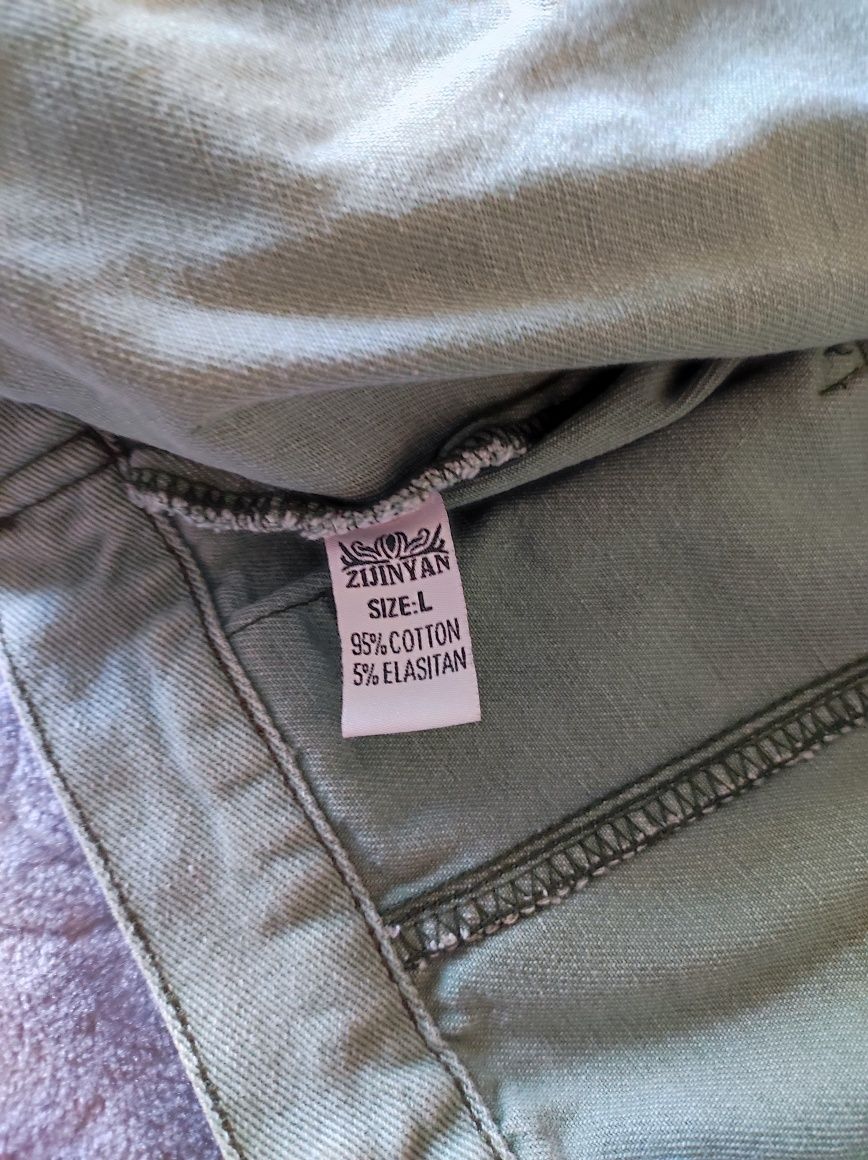 ZIJINYAN
SIZE:L
95% COTTON
5% ELASITAN